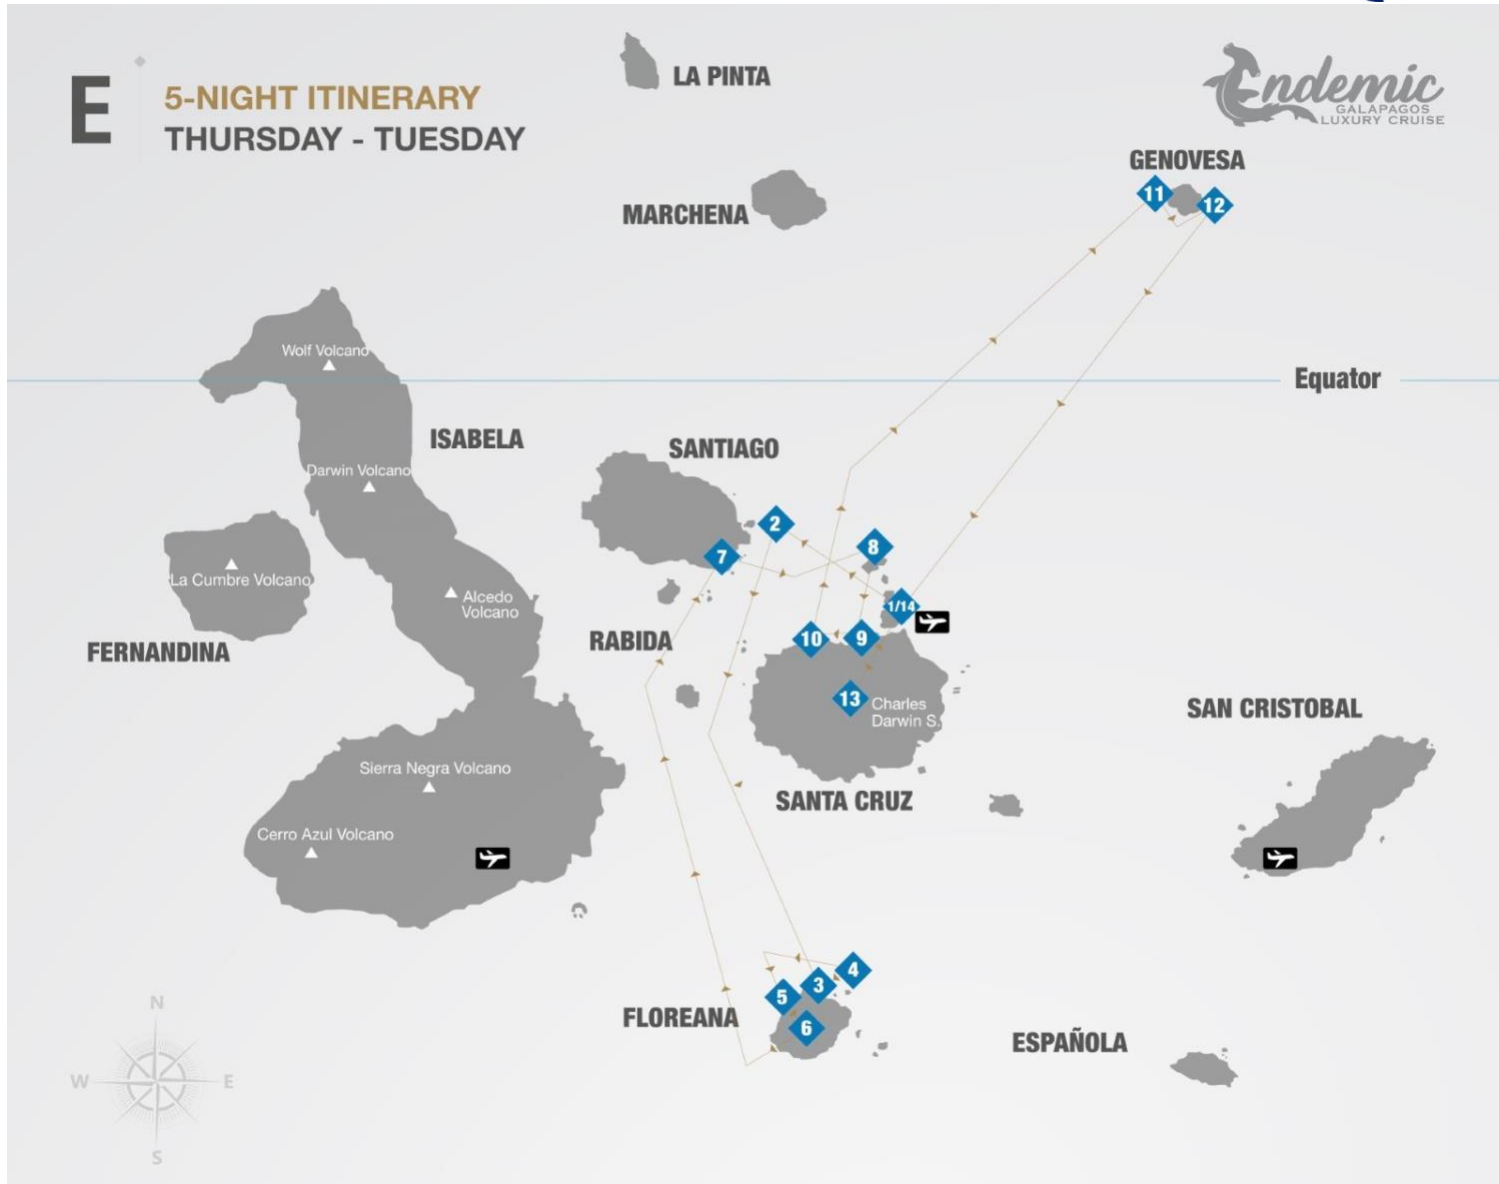 E
5-NIGHT ITINERARY
THURSDAY - TUESDAY
LA PINTA
Endemic
GALAPAGOS
LUXURY CRUISE
GENOVESA
11
12
MARCHENA
Wolf Volcano
Equator
ISABELA
SANTIAGO
Darwin Volcano
2
7
8
La Cumbre Volcano
Alcedo
Volcano
1/14
FERNANDINA
RABIDA
10
9
13
Charles
Darwin S.
SAN CRISTOBAL
Sierra Negra Volcano
SANTA CRUZ
Cerro Azul Volcano
4
3
5
6
FLOREANA
ESPAÑOLA
N
W
E
S